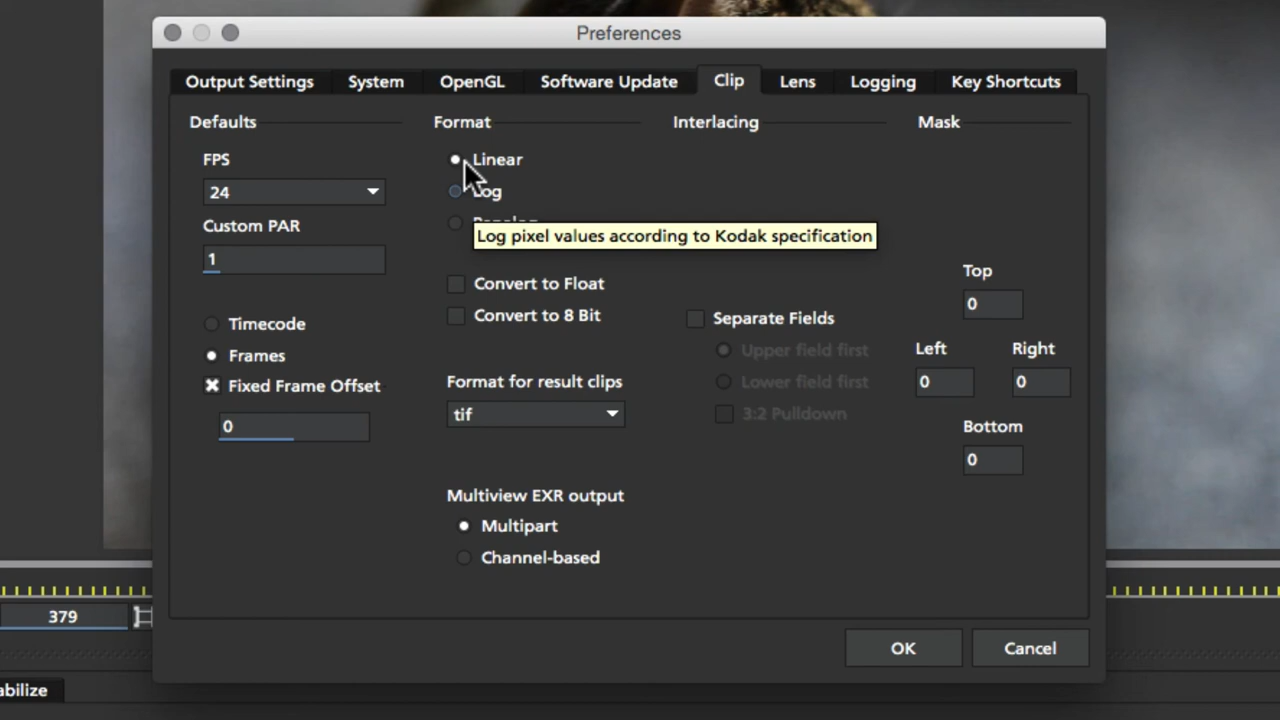 Preferences
Output Settings System OpenGL Software Update Clip Lens Logging Key Shortcuts
Defaults Format Interlacing Mask
FPS
24
Custom PAR
1
Timecode
Frames
Fixed Frame Offset
0
Linear
Log
Log pixel values according to Kodak specification
Convert to Float
Convert to 8 Bit
Format for result clips
tif
Multiview EXR output
Multipart
Channel-based
Separate Fields
Upper field first
Lower field first
3:2 Pulldown
Top
0
Left Right
0 0
Bottom
0
379
OK Cancel
abilize